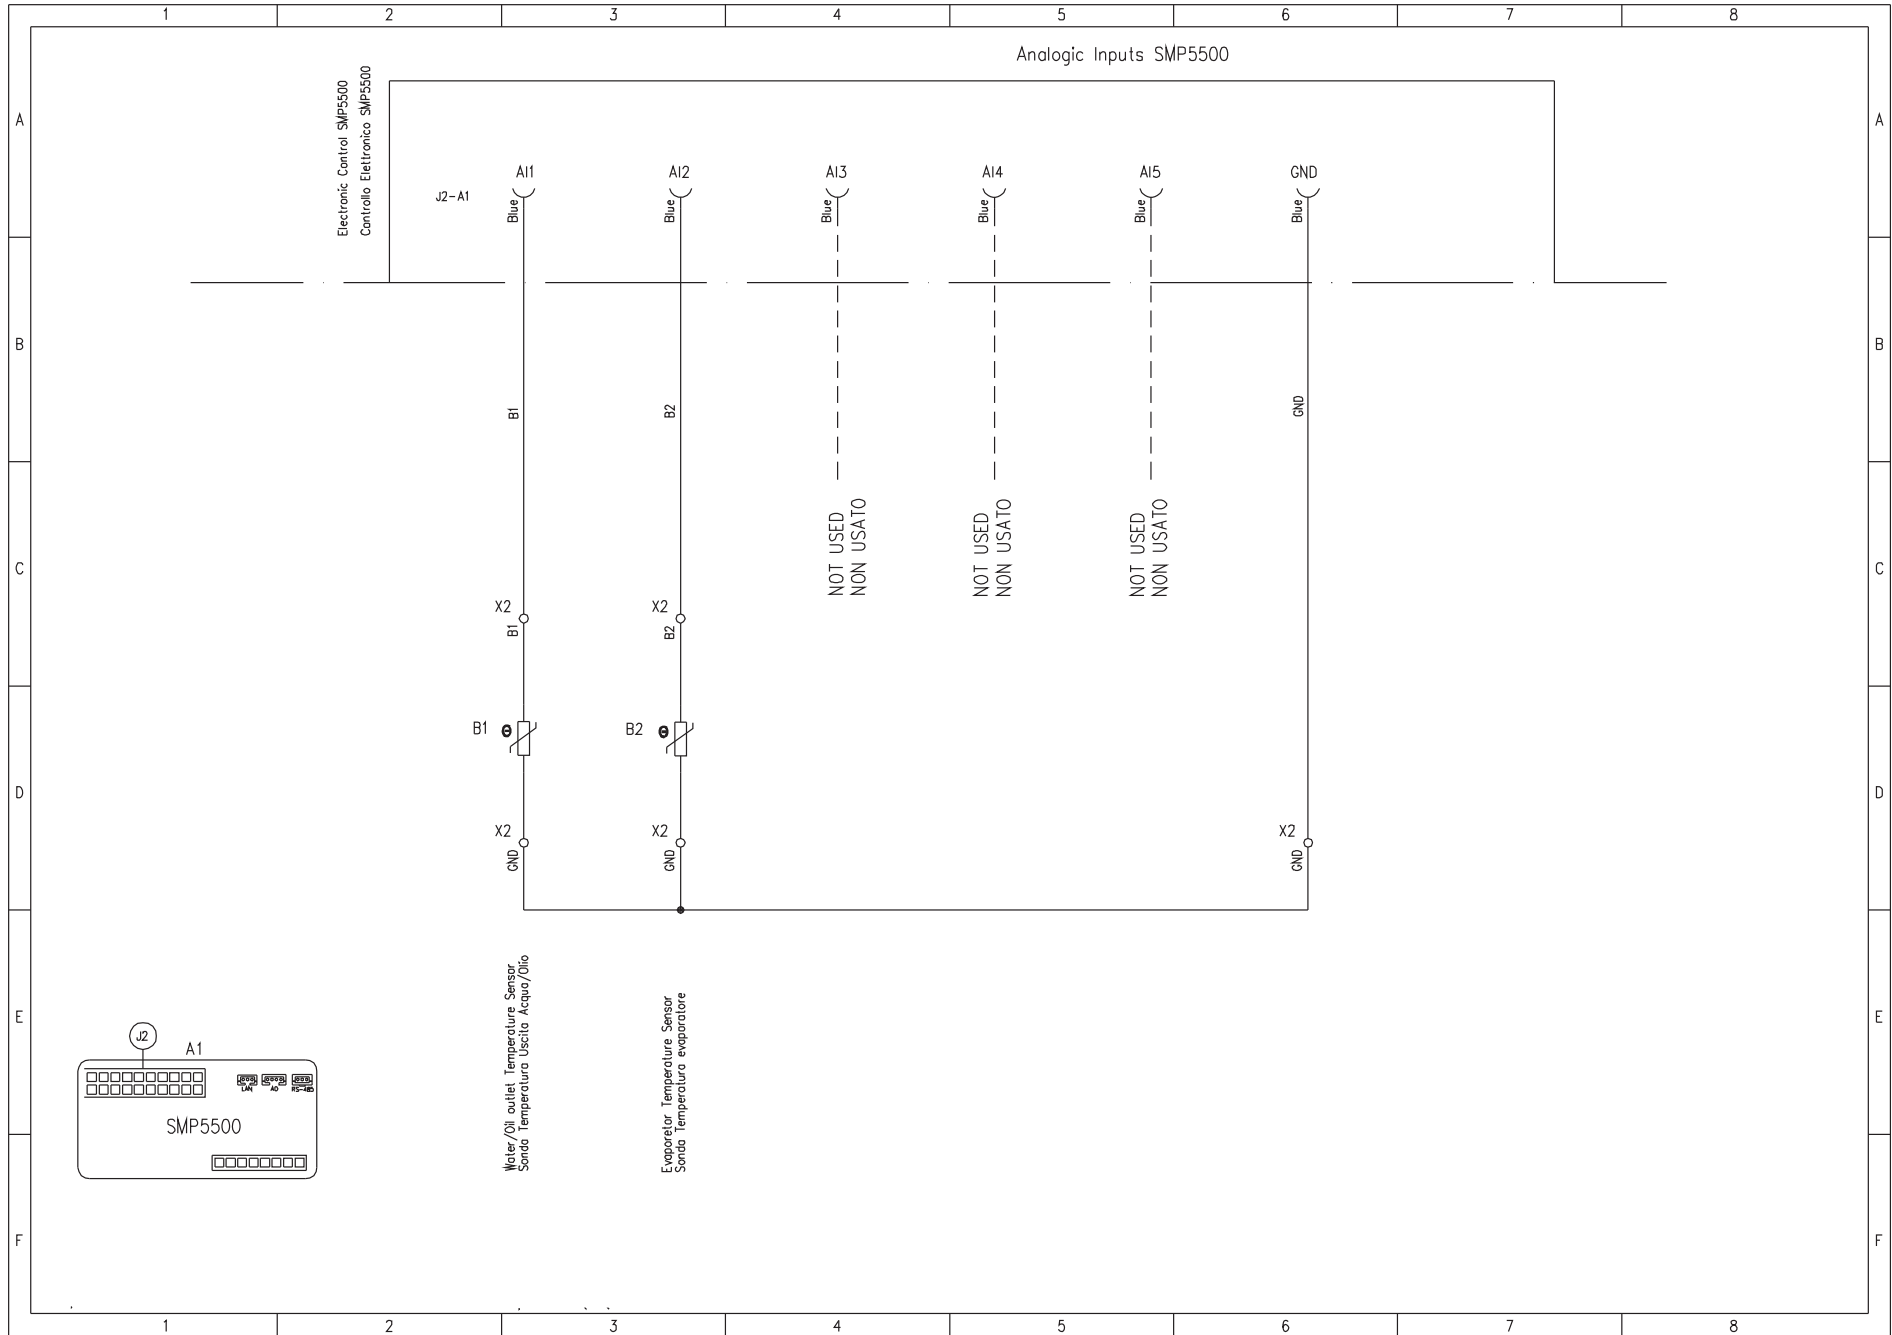 1 2 3 4 5 6 7 8
Analogic Inputs SMP5500
Electronic Control SMP5500
Controllo Elettronico SMP5500
A A
J2-A1
AI1 AI2 AI3 AI4 AI5 GND
Blue Blue Blue Blue Blue Blue
B B
B1 B2 GND
NOT USED
NON USATO
NOT USED
NON USATO
NOT USED
NON USATO
C C
X2 X2
B1 B2
B1 θ B2 θ
D D
X2 X2 X2
GND GND GND
Water/Oil outlet Temperature Sensor
Sonda Temperatura Uscita Acqua/Olio
Evaporetor Temperature Sensor
Sonda Temperatura evaporatore
E E
J2
A1
LAN AO RS-485
SMP5500
F F
1 2 3 4 5 6 7 8